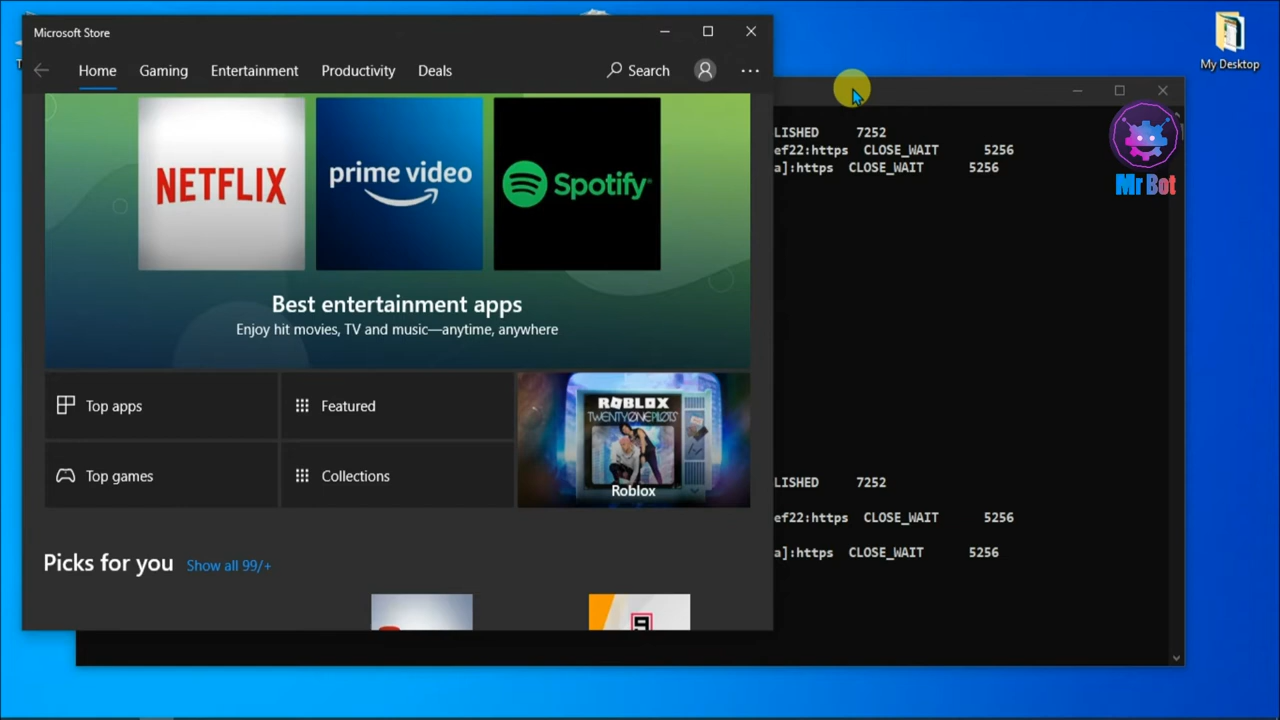 Microsoft Store
Home Gaming Entertainment Productivity Deals Search
My Desktop
NETFLIX
prime video
Spotify
Best entertainment apps
Enjoy hit movies, TV and music—anytime, anywhere
Top apps
Featured
Top games
Collections
ROBLOX
TWENTY ONE PILOTS
Roblox
Picks for you Show all 99/+
LISHED 7252
ef22:https CLOSE_WAIT 5256
a]:https CLOSE_WAIT 5256
Mr Bot
LISHED 7252
ef22:https CLOSE_WAIT 5256
a]:https CLOSE_WAIT 5256